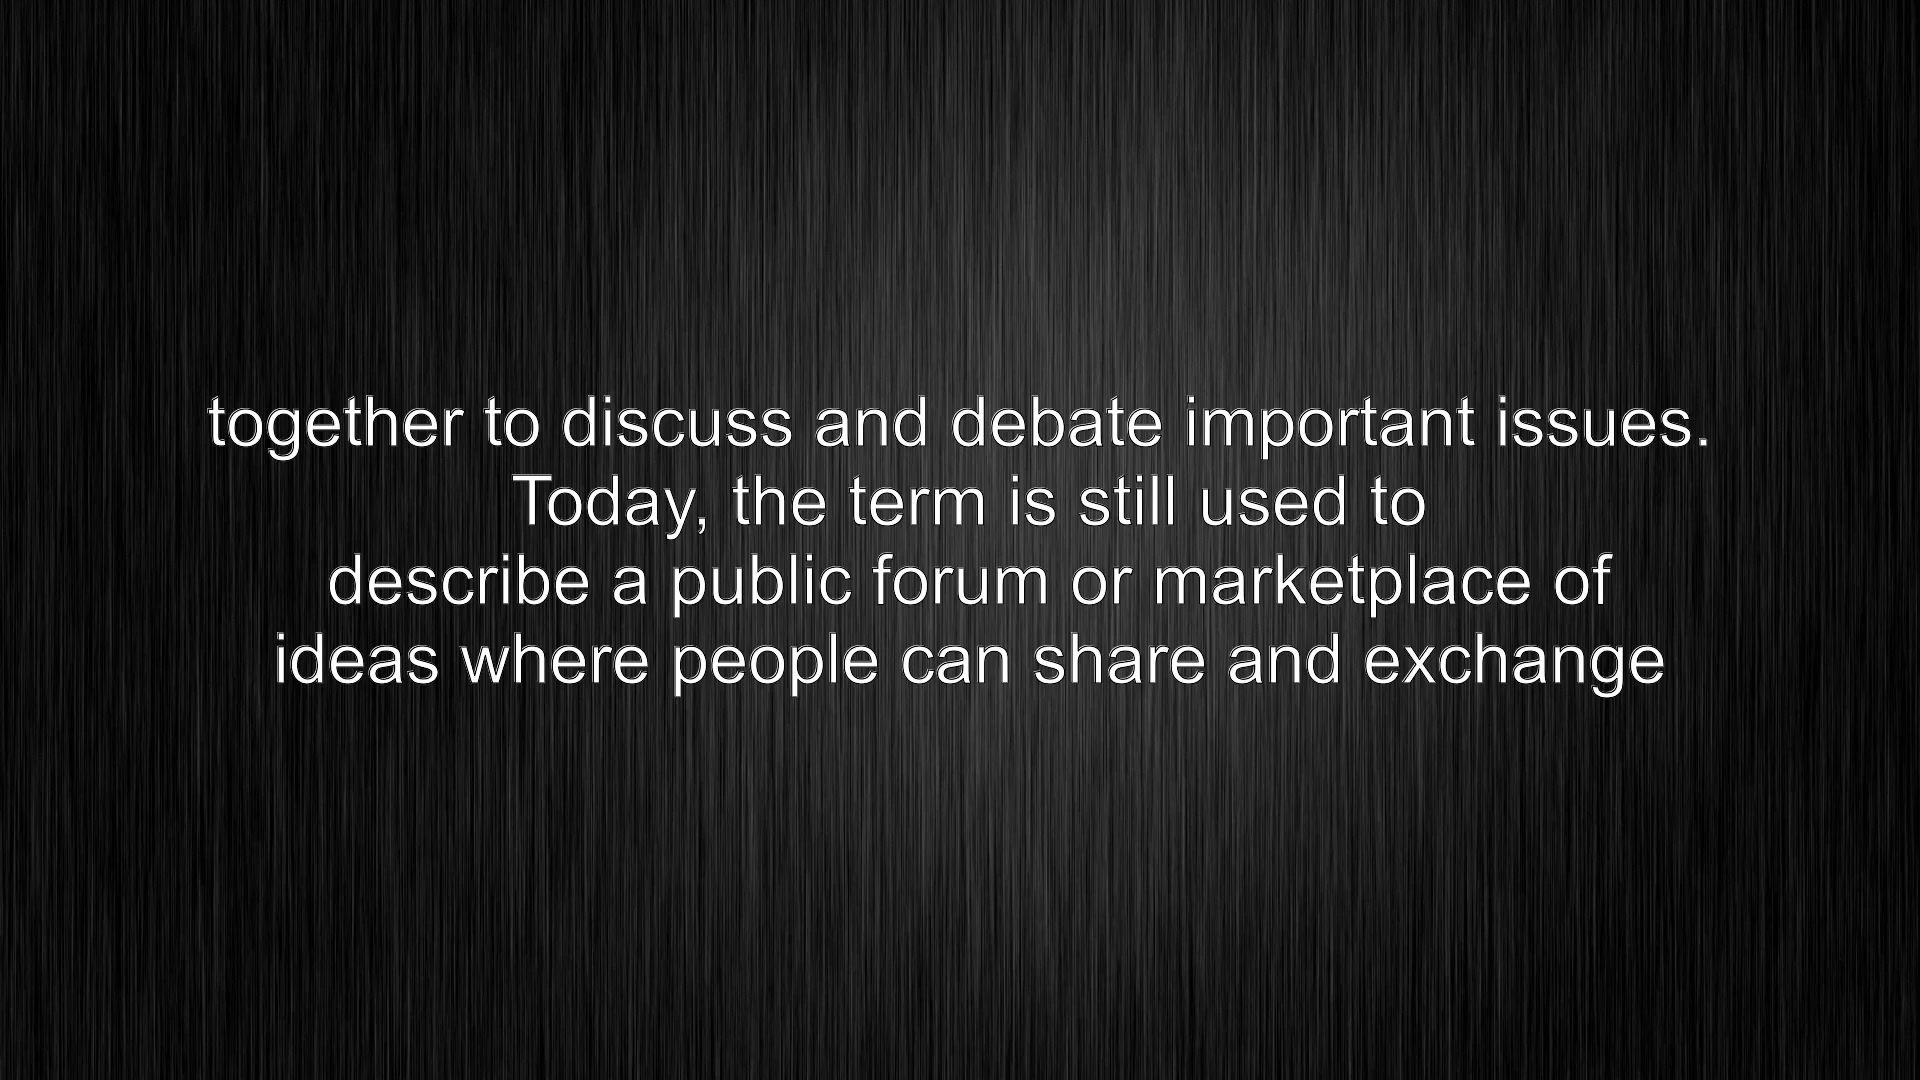 together to discuss and debate important issues.
Today, the term is still used to
describe a public forum or marketplace of
ideas where people can share and exchange